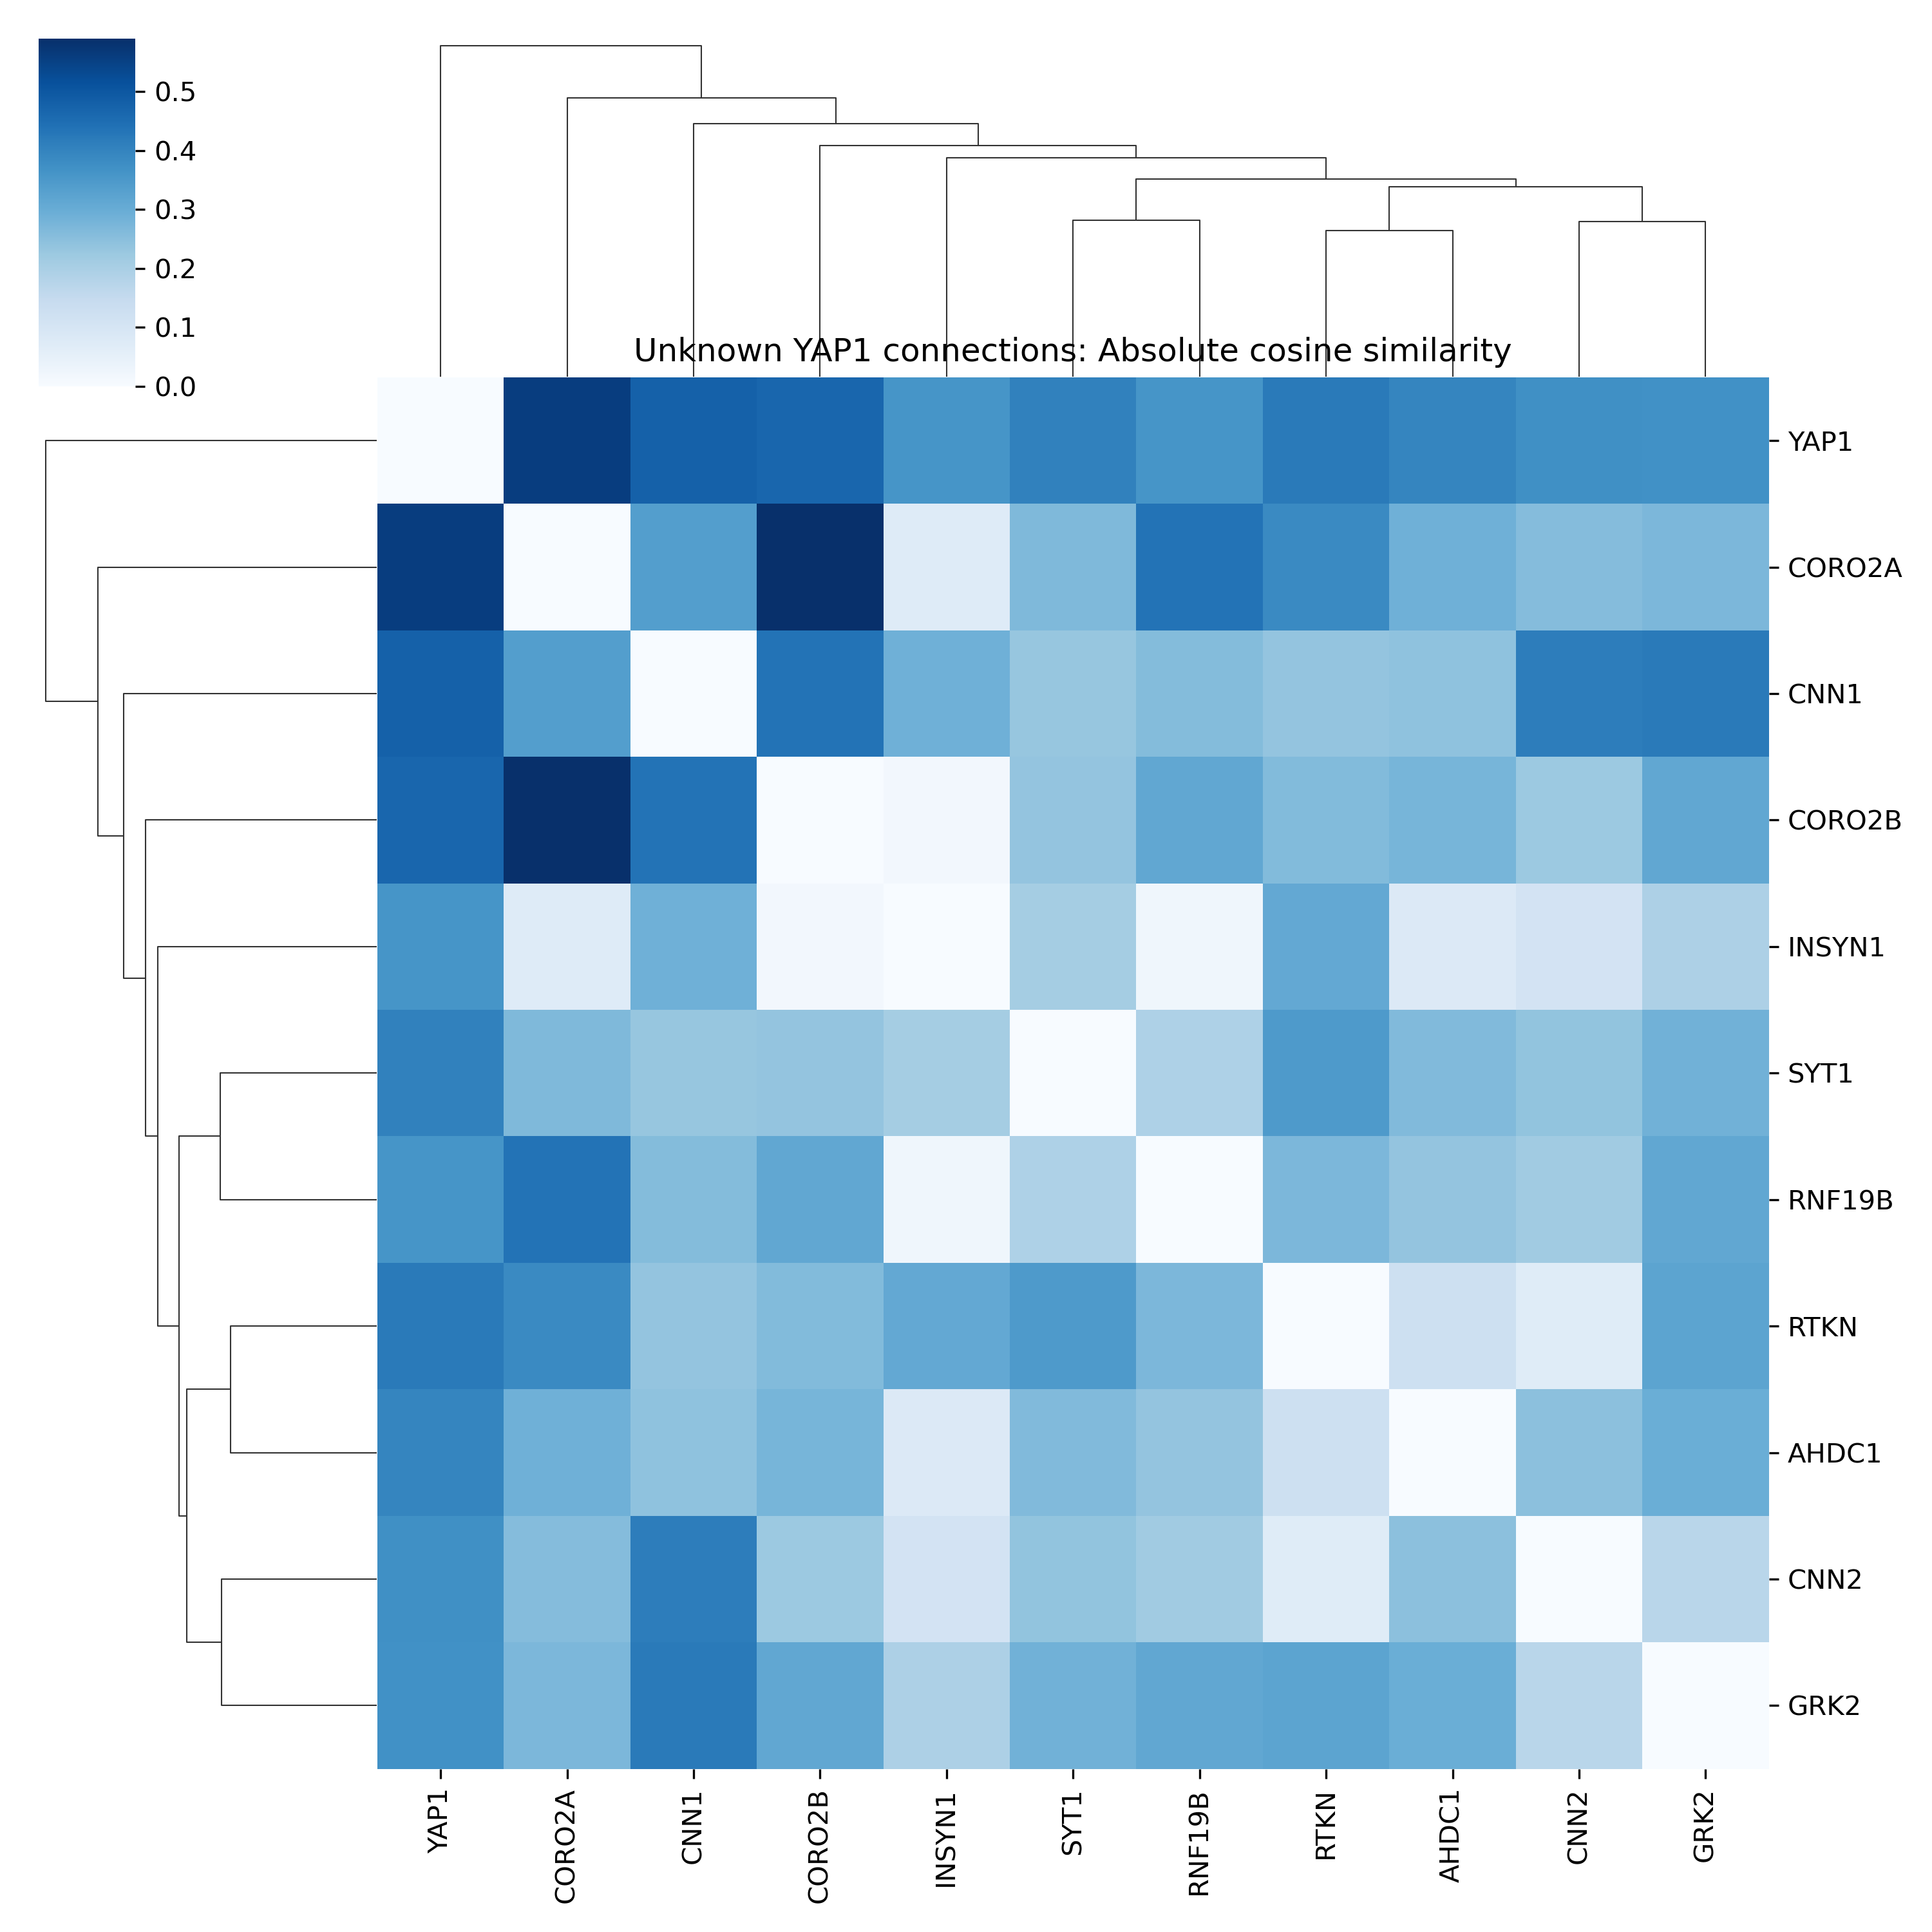 0.5
0.4
0.3
0.2
0.1
0.0
Unknown YAP1 connections: Absolute cosine similarity
YAP1
CORO2A
CNN1
CORO2B
INSYN1
SYT1
RNF19B
RTKN
AHDC1
CNN2
GRK2
YAP1
CORO2A
CNN1
CORO2B
INSYN1
SYT1
RNF19B
RTKN
AHDC1
CNN2
GRK2